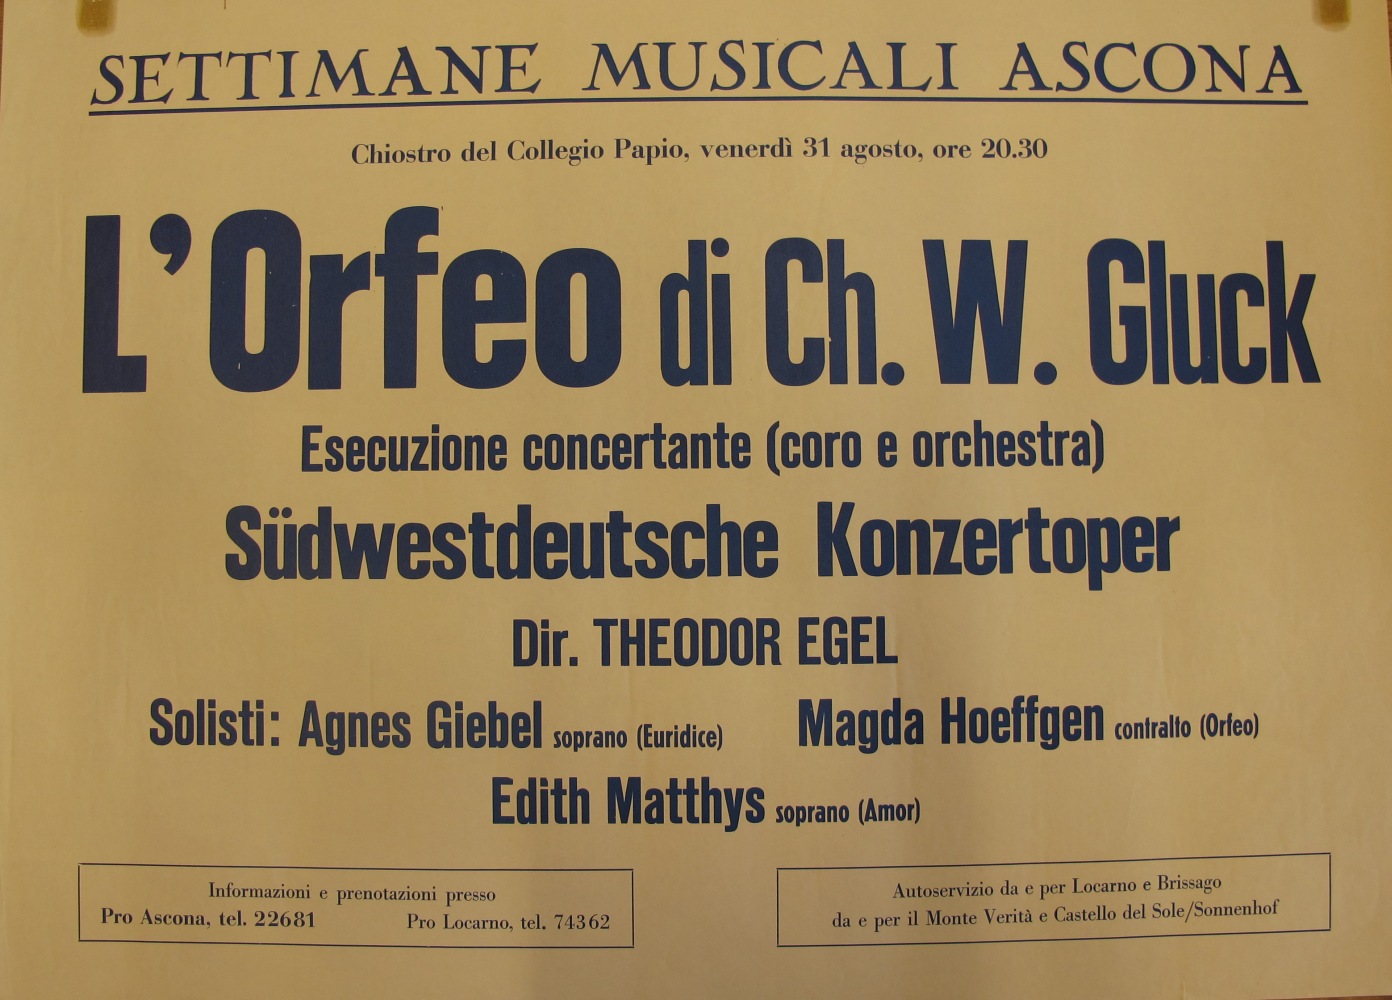 SETTIMANE MUSICALI ASCONA
Chiostro del Collegio Papio, venerdì 31 agosto, ore 20.30
L'Orfeo di Ch. W. Gluck
Esecuzione concertante (coro e orchestra)
Südwestdeutsche Konzertoper
Dir. THEODOR EGEL
Solisti: Agnes Giebel soprano (Euridice) Magda Hoeffgen contralto (Orfeo)
Edith Matthys soprano (Amor)
Informazioni e prenotazioni presso
Pro Ascona, tel. 22681 Pro Locarno, tel. 74362
Autoservizio da e per Locarno e Brissago
da e per il Monte Verità e Castello del Sole/Sonnenhof